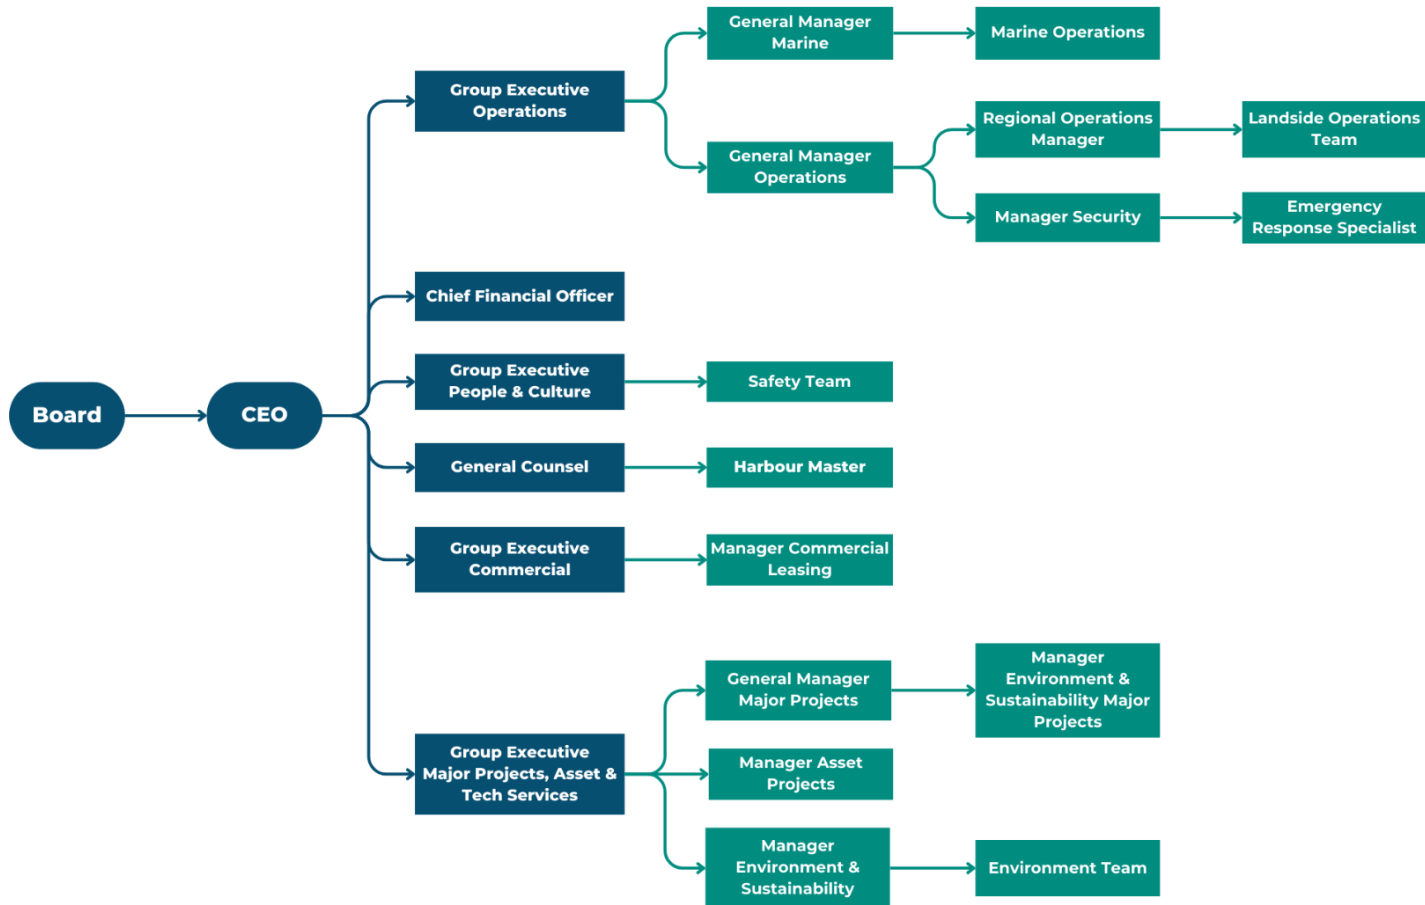 Board
CEO
Group Executive
Operations
General Manager
Marine
Marine Operations
General Manager
Operations
Regional Operations
Manager
Landside Operations
Team
Manager Security
Emergency
Response Specialist
Chief Financial Officer
Group Executive
People & Culture
Safety Team
General Counsel
Harbour Master
Group Executive
Commercial
Manager Commercial
Leasing
Group Executive
Major Projects, Asset &
Tech Services
General Manager
Major Projects
Manager
Environment &
Sustainability Major
Projects
Manager Asset
Projects
Manager
Environment &
Sustainability
Environment Team